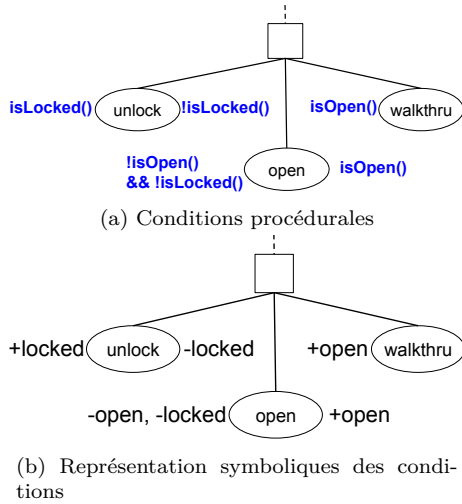 isLocked() unlock !isLocked() isOpen() walkthru
!isOpen()
&& !isLocked() open isOpen()
(a) Conditions procédurales
+locked unlock -locked +open walkthru
-open, -locked open +open
(b) Représentation symboliques des condi-
tions